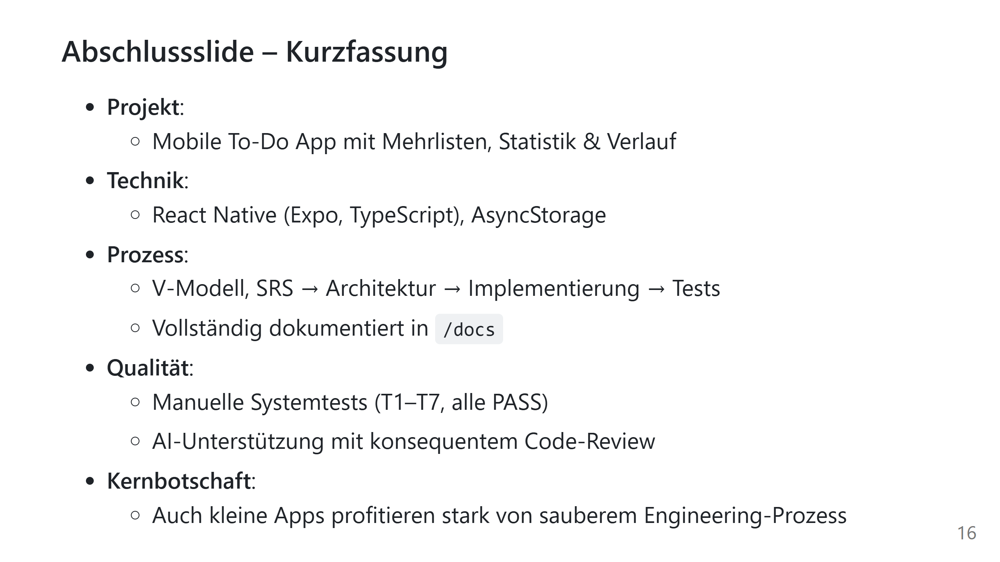 Abschlussslide – Kurzfassung
• Projekt:
○ Mobile To-Do App mit Mehrlisten, Statistik & Verlauf
• Technik:
○ React Native (Expo, TypeScript), AsyncStorage
• Prozess:
○ V-Modell, SRS → Architektur → Implementierung → Tests
○ Vollständig dokumentiert in /docs
• Qualität:
○ Manuelle Systemtests (T1–T7, alle PASS)
○ AI-Unterstützung mit konsequentem Code-Review
• Kernbotschaft:
○ Auch kleine Apps profitieren stark von sauberem Engineering-Prozess
16